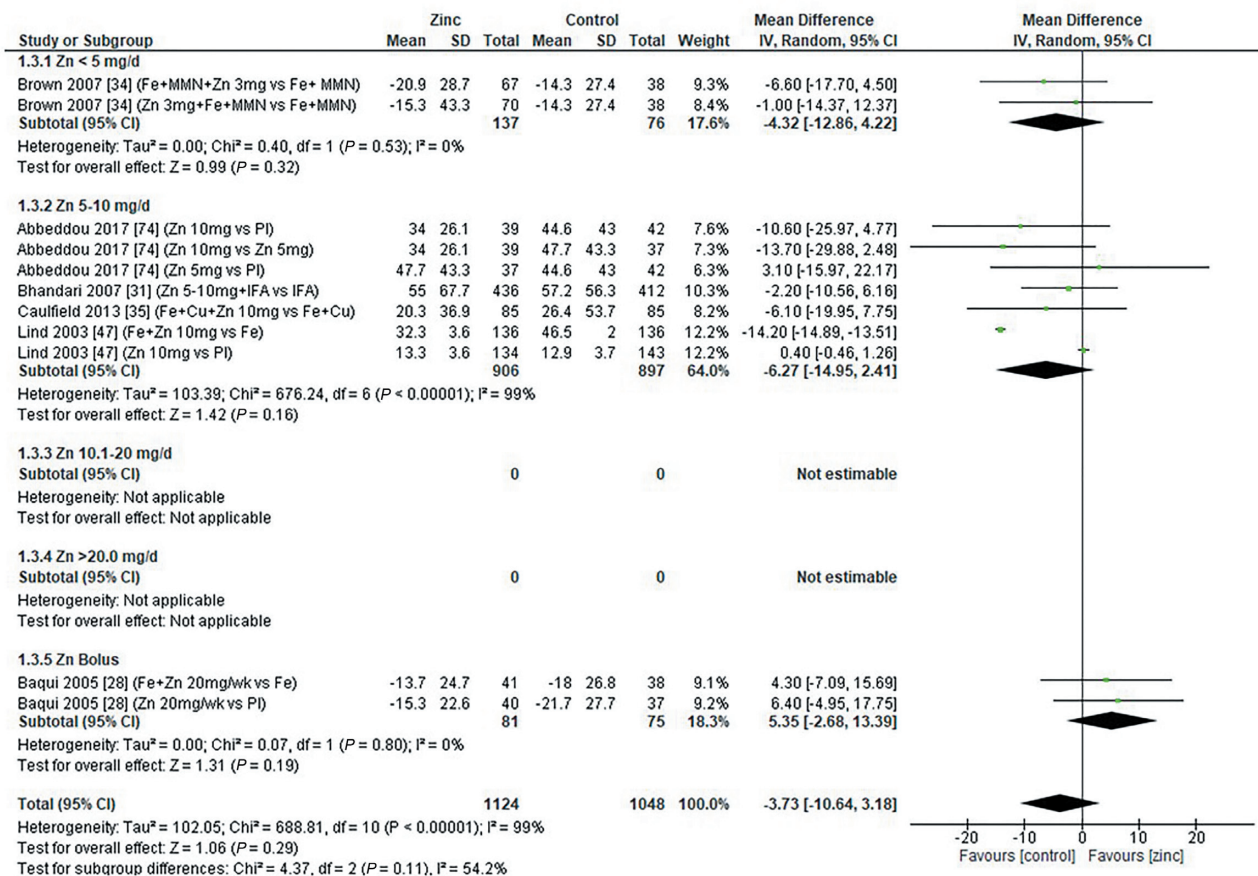 Zinc Control Mean Difference Mean Difference
Study or Subgroup Mean SD Total Mean SD Total Weight IV, Random, 95% CI IV, Random, 95% CI
1.3.1 Zn < 5 mg/d
Brown 2007 [34] (Fe+MMN+Zn 3mg vs Fe+ MMN) -20.9 28.7 67 -14.3 27.4 38 9.3% -6.60 [-17.70, 4.50]
Brown 2007 [34] (Zn 3mg+Fe+MMN vs Fe+MMN) -15.3 43.3 70 -14.3 27.4 38 8.4% -1.00 [-14.37, 12.37]
Subtotal (95% CI) 137 76 17.6% -4.32 [-12.86, 4.22]
Heterogeneity: Tau² = 0.00; Chi² = 0.40, df = 1 (P = 0.53); I² = 0%
Test for overall effect: Z = 0.99 (P = 0.32)
1.3.2 Zn 5-10 mg/d
Abbeddou 2017 [74] (Zn 10mg vs Pl) 34 26.1 39 44.6 43 42 7.6% -10.60 [-25.97, 4.77]
Abbeddou 2017 [74] (Zn 10mg vs Zn 5mg) 34 26.1 39 47.7 43.3 37 7.3% -13.70 [-29.88, 2.48]
Abbeddou 2017 [74] (Zn 5mg vs Pl) 47.7 43.3 37 44.6 43 42 6.3% 3.10 [-15.97, 22.17]
Bhandari 2007 [31] (Zn 5-10mg+IFA vs IFA) 55 67.7 436 57.2 56.3 412 10.3% -2.20 [-10.56, 6.16]
Caulfield 2013 [35] (Fe+Cu+Zn 10mg vs Fe+Cu) 20.3 36.9 85 26.4 53.7 85 8.2% -6.10 [-19.95, 7.75]
Lind 2003 [47] (Fe+Zn 10mg vs Fe) 32.3 3.6 136 46.5 2 136 12.2% -14.20 [-14.89, -13.51]
Lind 2003 [47] (Zn 10mg vs Pl) 13.3 3.6 134 12.9 3.7 143 12.2% 0.40 [-0.46, 1.26]
Subtotal (95% CI) 906 897 64.0% -6.27 [-14.95, 2.41]
Heterogeneity: Tau² = 103.39; Chi² = 676.24, df = 6 (P < 0.00001); I² = 99%
Test for overall effect: Z = 1.42 (P = 0.16)
1.3.3 Zn 10.1-20 mg/d
Subtotal (95% CI) 0 0 Not estimable
Heterogeneity: Not applicable
Test for overall effect: Not applicable
1.3.4 Zn >20.0 mg/d
Subtotal (95% CI) 0 0 Not estimable
Heterogeneity: Not applicable
Test for overall effect: Not applicable
1.3.5 Zn Bolus
Baqui 2005 [28] (Fe+Zn 20mg/wk vs Fe) -13.7 24.7 41 -18 26.8 38 9.1% 4.30 [-7.09, 15.69]
Baqui 2005 [28] (Zn 20mg/wk vs Pl) -15.3 22.6 40 -21.7 27.7 37 9.2% 6.40 [-4.95, 17.75]
Subtotal (95% CI) 81 75 18.3% 5.35 [-2.68, 13.39]
Heterogeneity: Tau² = 0.00; Chi² = 0.07, df = 1 (P = 0.80); I² = 0%
Test for overall effect: Z = 1.31 (P = 0.19)
Total (95% CI) 1124 1048 100.0% -3.73 [-10.64, 3.18]
Heterogeneity: Tau² = 102.05; Chi² = 688.81, df = 10 (P < 0.00001); I² = 99%
Test for overall effect: Z = 1.06 (P = 0.29)
Test for subgroup differences: Chi² = 4.37, df = 2 (P = 0.11), I² = 54.2%
-20 -10 0 10 20
Favours [control] Favours [zinc]